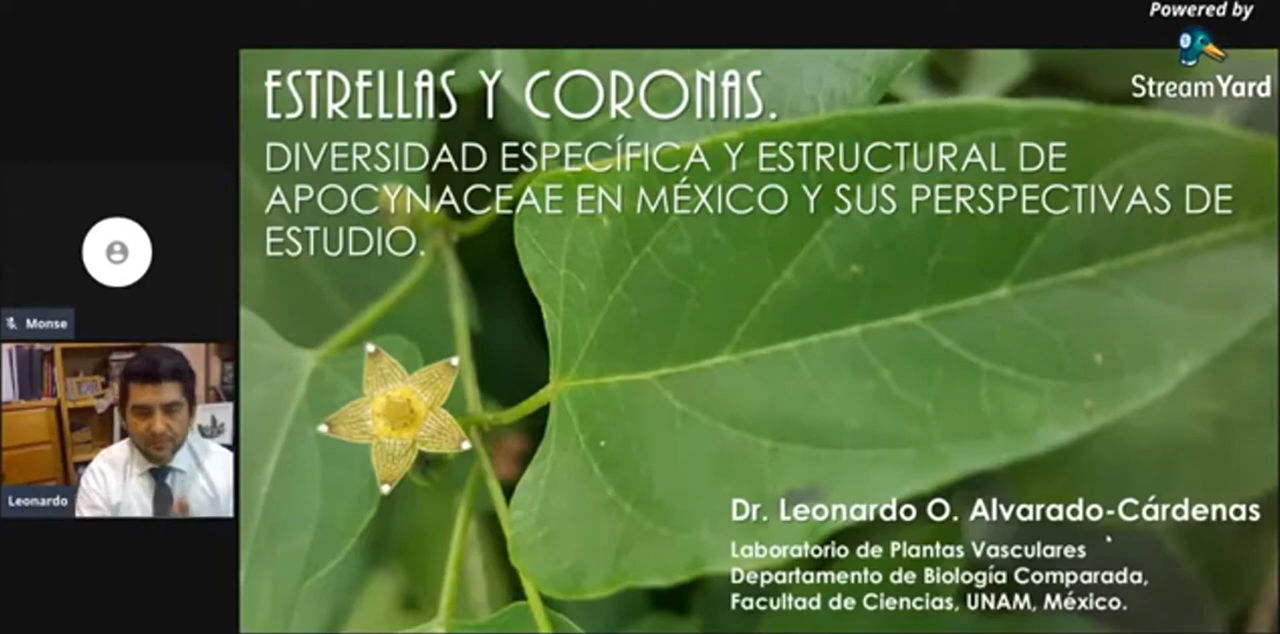 Powered by
StreamYard
ESTRELLAS Y CORONAS.
DIVERSIDAD ESPECÍFICA Y ESTRUCTURAL DE
APOCYNACEAE EN MÉXICO Y SUS PERSPECTIVAS DE
ESTUDIO.
Monse
Leonardo
Dr. Leonardo O. Alvarado-Cárdenas
Laboratorio de Plantas Vasculares
Departamento de Biología Comparada,
Facultad de Ciencias, UNAM, México.